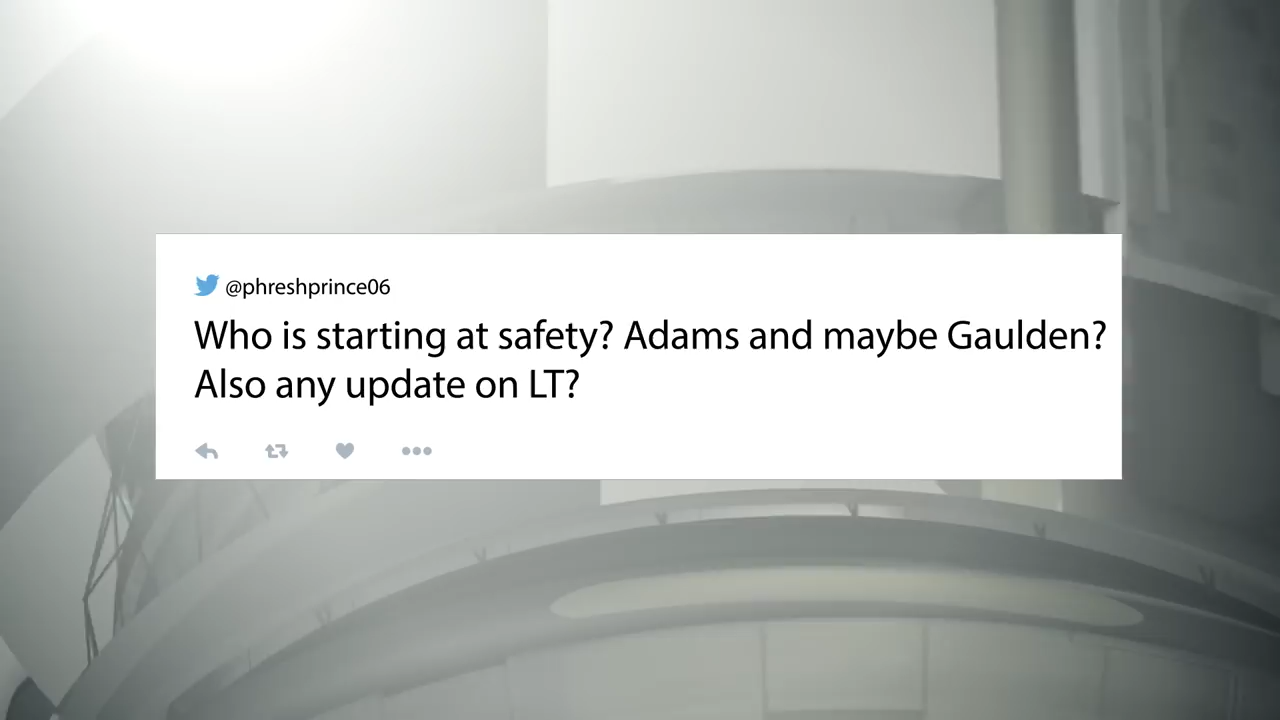 @phreshprince06
Who is starting at safety? Adams and maybe Gaulden?
Also any update on LT?